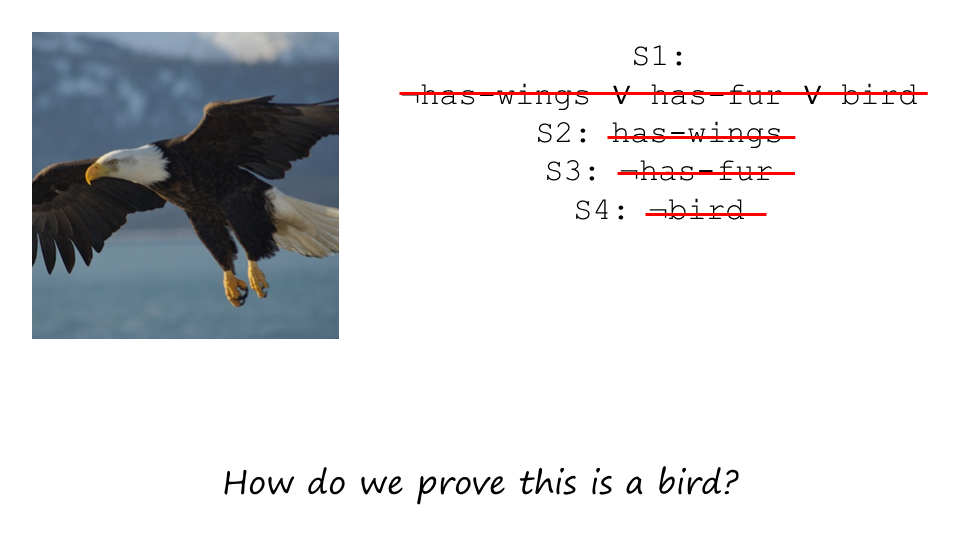 S1:
¬has-wings ∨ has-fur ∨ bird
S2: has-wings
S3: ¬has-fur
S4: ¬bird
How do we prove this is a bird?